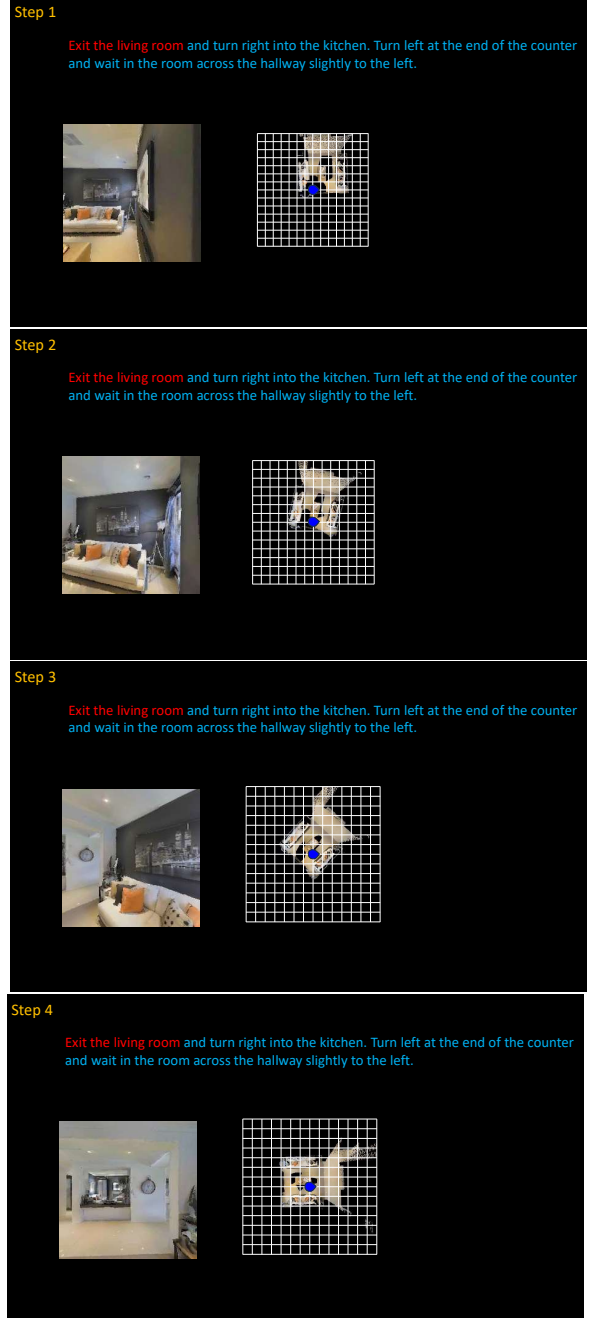 Step 1
Exit the living room and turn right into the kitchen. Turn left at the end of the counter
and wait in the room across the hallway slightly to the left.
Step 2
Exit the living room and turn right into the kitchen. Turn left at the end of the counter
and wait in the room across the hallway slightly to the left.
Step 3
Exit the living room and turn right into the kitchen. Turn left at the end of the counter
and wait in the room across the hallway slightly to the left.
Step 4
Exit the living room and turn right into the kitchen. Turn left at the end of the counter
and wait in the room across the hallway slightly to the left.